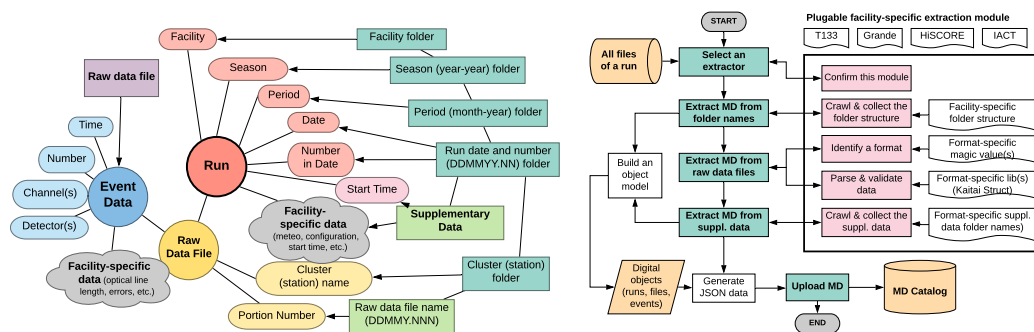 Facility
Facility folder
Season
Season (year-year) folder
Raw data file
Period
Period (month-year) folder
Time
Date
Run date and number
(DDMMYY.NN) folder
Number
Number
in Date
Run
Channel(s)
Event
Data
Start Time
Detector(s)
Facility-
specific data
(meteo, configuration,
start time, etc.)
Supplementary
Data
Raw
Data File
Facility-specific
data (optical line
length, errors, etc.)
Cluster
(station) name
Cluster (station)
folder
Portion Number
Raw data file name
(DDMMY.NNN)
START
Plugable facility-specific extraction module
T133
Grande
HiSCORE
IACT
All files
of a run
Select an
extractor
Confirm this module
Extract MD from
folder names
Crawl & collect the
folder structure
Facility-specific
folder structure
Build an
object
model
Extract MD from
raw data files
Identify a format
Format-specific
magic value(s)
Parse & validate
data
Format-specific lib(s)
(Kaitai Struct)
Extract MD from
suppl. data
Crawl & collect the
suppl. data
Format-specific suppl.
data folder names)
Digital
objects
(runs, files,
events)
Generate
JSON data
Upload MD
MD Catalog
END